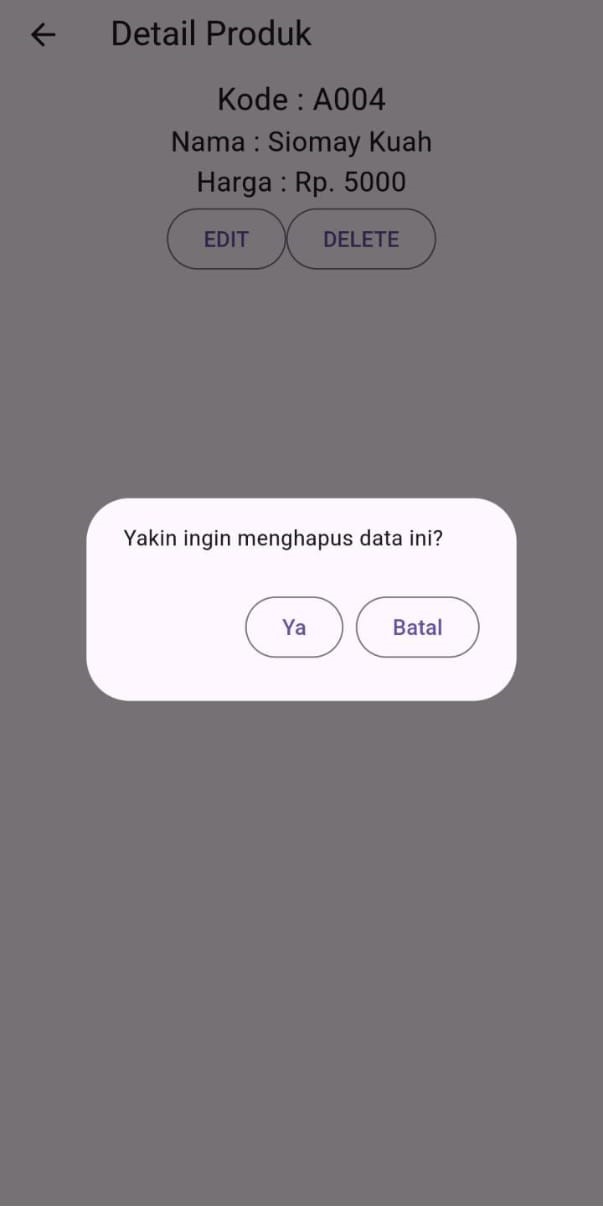 Detail Produk
Kode : A004
Nama : Siomay Kuah
Harga : Rp. 5000
EDIT DELETE
Yakin ingin menghapus data ini?
Ya Batal